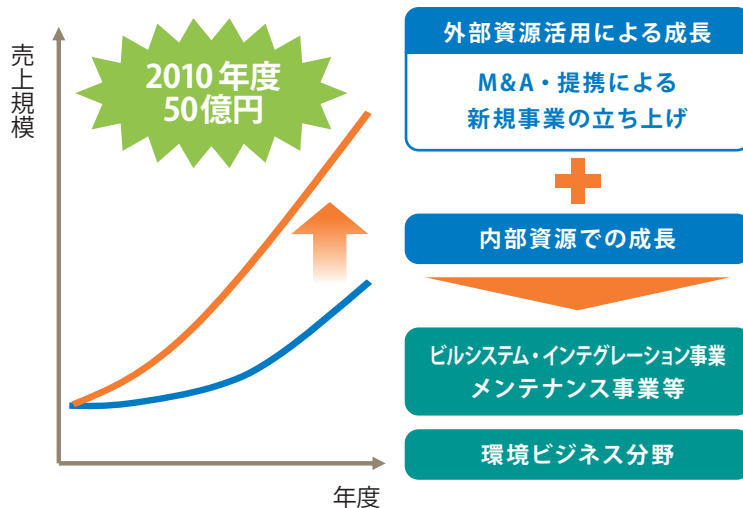 売上規模
2010年度
50億円
年度
外部資源活用による成長
M&A・提携による
新規事業の立ち上げ
内部資源での成長
ビルシステム・インテグレーション事業
メンテナンス事業等
環境ビジネス分野